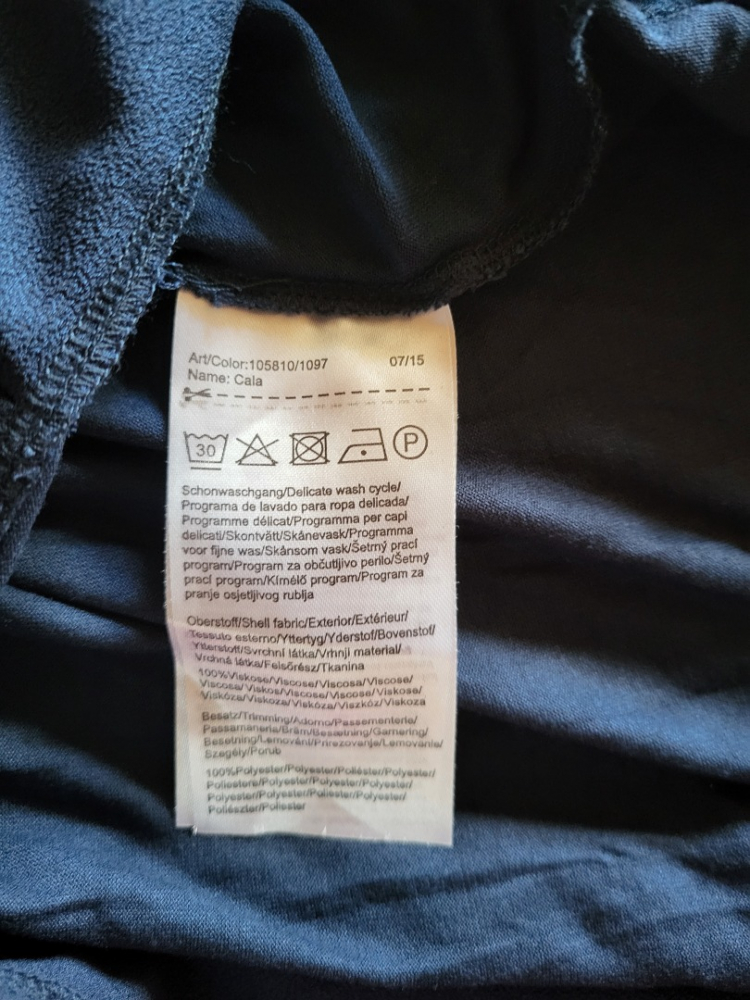 Art/Color:105810/1097 07/15
Name: Cala
30 P
Schonwaschgang/Delicate wash cycle/
Programa de lavado para ropa delicada/
Programme délicat/Programma per capi
delicati/Skontvätt/Skånevask/Programma
voor fijne was/Skånsom vask/Šetrný prací
program/Program za občutljivo perilo/Šetrný
prací program/Kímélő program/Program za
pranje osjetljivog rublja
Oberstoff/Shell fabric/Exterior/Extérieur/
Tessuto esterno/Yttertyg/Yderstof/Bovenstof/
Ytterstoff/Svrchní látka/Vrhnji material/
Vrchná látka/Felsőrész/Tkanina
100%Viskose/Viscose/Viscosa/Viscose/
Viscosa/Viskos/Viscose/Viscose/Viskose/
Viskóza/Viskoza/Viskóza/Viszkóz/Viskoza
Besatz/Trimming/Adorno/Passementerie/
Passamaneria/Bräm/Besætning/Garnering/
Besetning/Lemování/Prirezovanje/Lemovanie/
Szegély/Porub
100%Polyester/Polyester/Poliéster/Polyester/
Poliestere/Polyester/Polyester/Polyester/
Polyester/Polyester/Poliester/Polyester/
Poliészter/Poliester